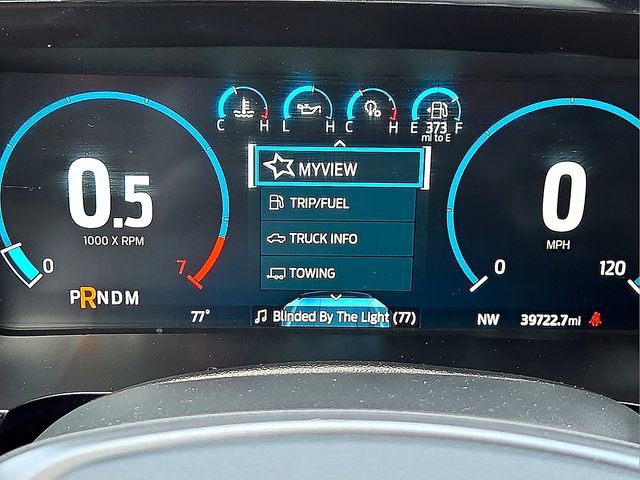 C H L H C H E F
373
mi to E
MYVIEW
0.5
1000 X RPM
0 7
TRIP/FUEL
TRUCK INFO
TOWING
0
MPH
0 120
PRNDM
77°
Blinded By The Light (77)
NW 39722.7mi